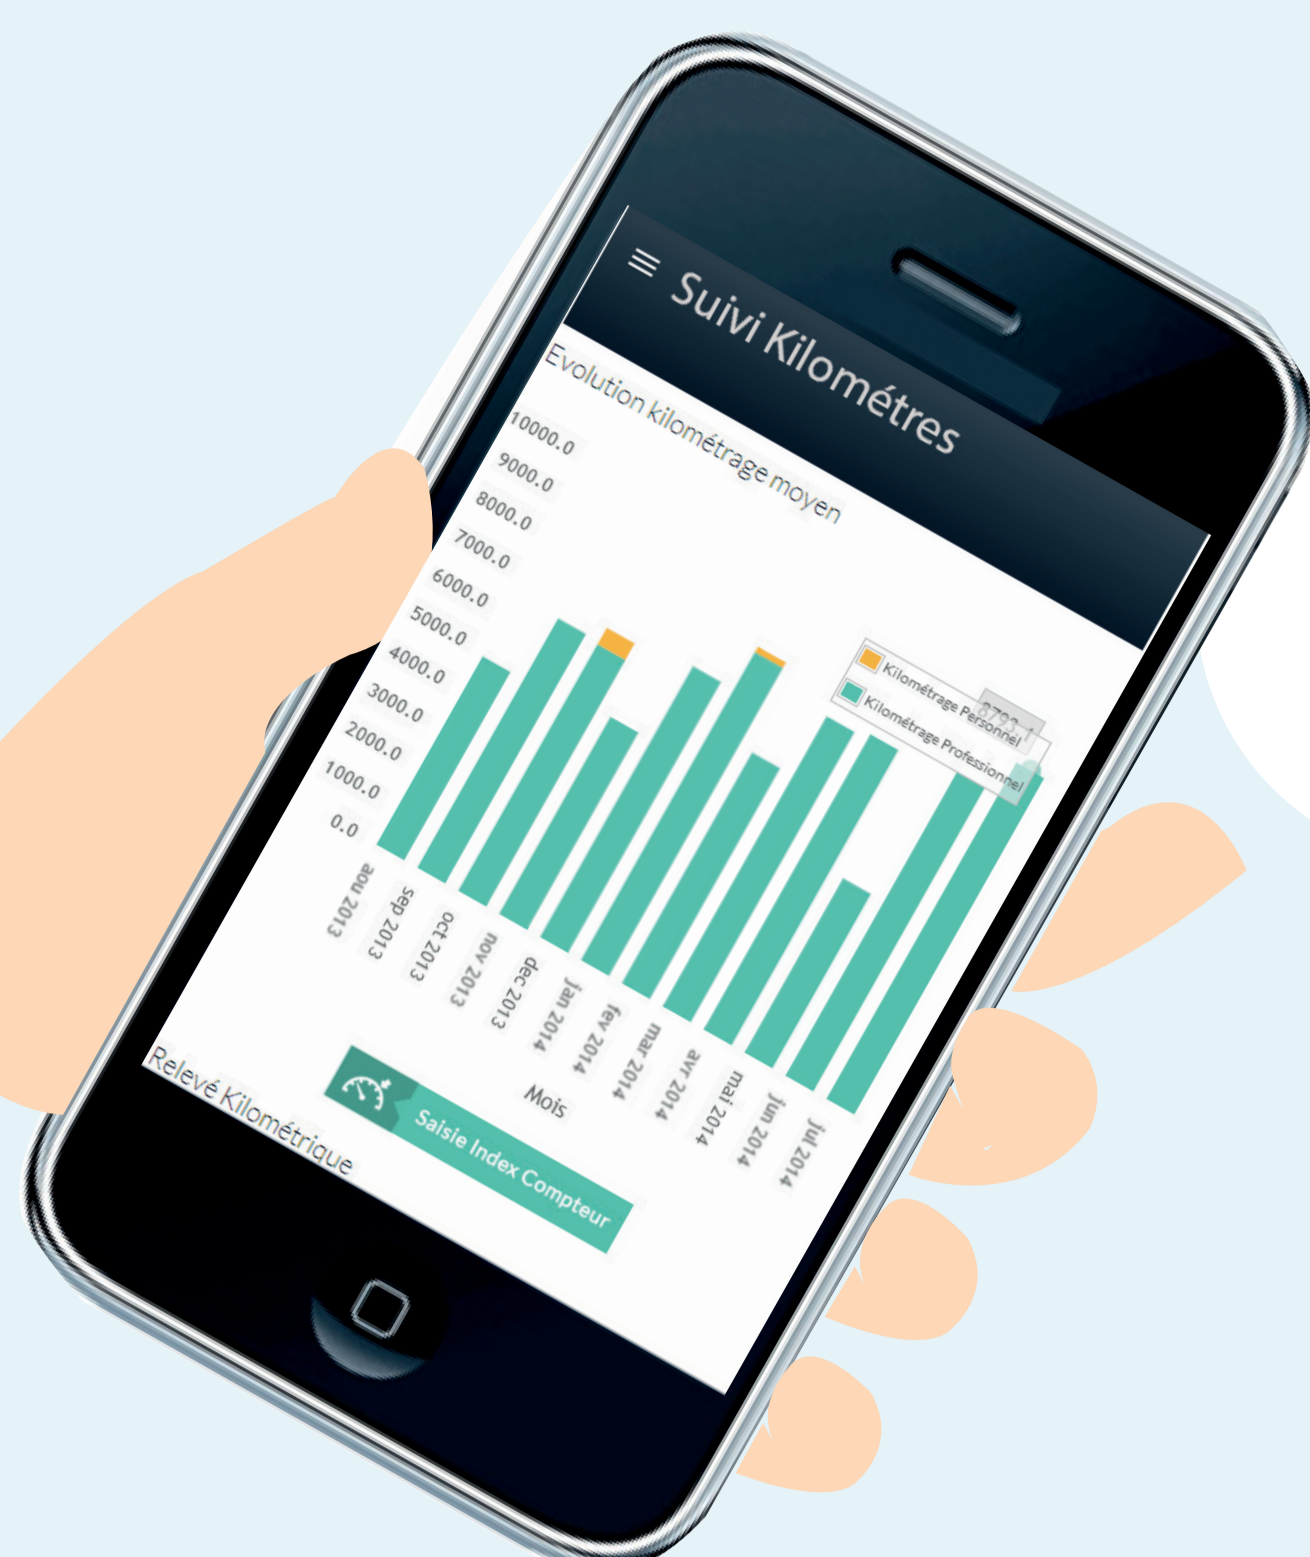 Suivi Kilométres
Evolution kilométrage moyen
10000.0
9000.0
8000.0
7000.0
6000.0
5000.0
4000.0
3000.0
2000.0
1000.0
0.0
Kilométrage Personnel
Kilométrage Professionnel
aou 2013
sep 2013
oct 2013
nov 2013
dec 2013
jan 2014
fev 2014
mar 2014
avr 2014
mai 2014
jun 2014
jul 2014
Mois
Saisie Index Compteur
Relevé Kilométrique